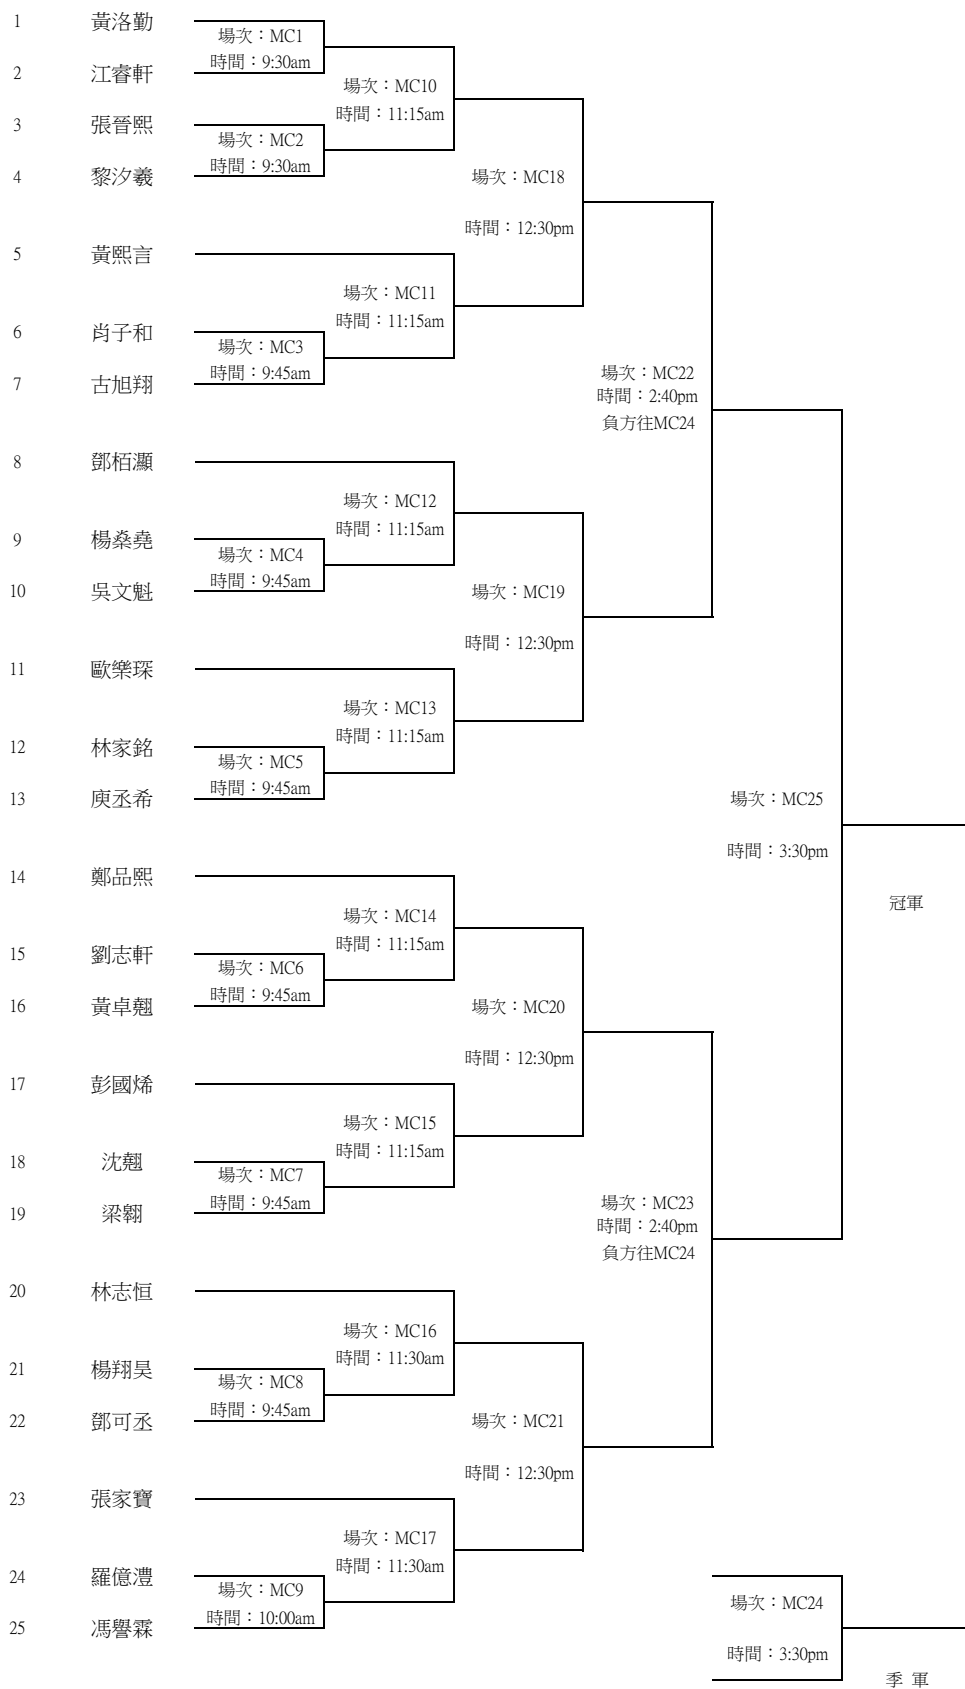 1 黃洛勤
場次：MC1
時間：9:30am
2 江睿軒
場次：MC10
時間：11:15am
3 張晉熙
場次：MC2
時間：9:30am
4 黎汐羲
場次：MC18
時間：12:30pm
5 黃熙言
場次：MC11
時間：11:15am
6 肖子和
場次：MC3
時間：9:45am
7 古旭翔
場次：MC22
時間：2:40pm
負方往MC24
8 鄧栢灝
場次：MC12
時間：11:15am
9 楊燊堯
場次：MC4
時間：9:45am
10 吳文魁
場次：MC19
時間：12:30pm
11 歐樂琛
場次：MC13
時間：11:15am
12 林家銘
場次：MC5
時間：9:45am
13 庾丞希
場次：MC25
時間：3:30pm
冠軍
14 鄭品熙
場次：MC14
時間：11:15am
15 劉志軒
場次：MC6
時間：9:45am
16 黃卓翹
場次：MC20
時間：12:30pm
17 彭國烯
場次：MC15
時間：11:15am
18 沈翹
場次：MC7
時間：9:45am
19 梁翱
場次：MC23
時間：2:40pm
負方往MC24
20 林志恒
場次：MC16
時間：11:30am
21 楊翔昊
場次：MC8
時間：9:45am
22 鄧可丞
場次：MC21
時間：12:30pm
23 張家寶
場次：MC17
時間：11:30am
24 羅億澧
場次：MC9
時間：10:00am
25 馮譽霖
場次：MC24
時間：3:30pm
季 軍